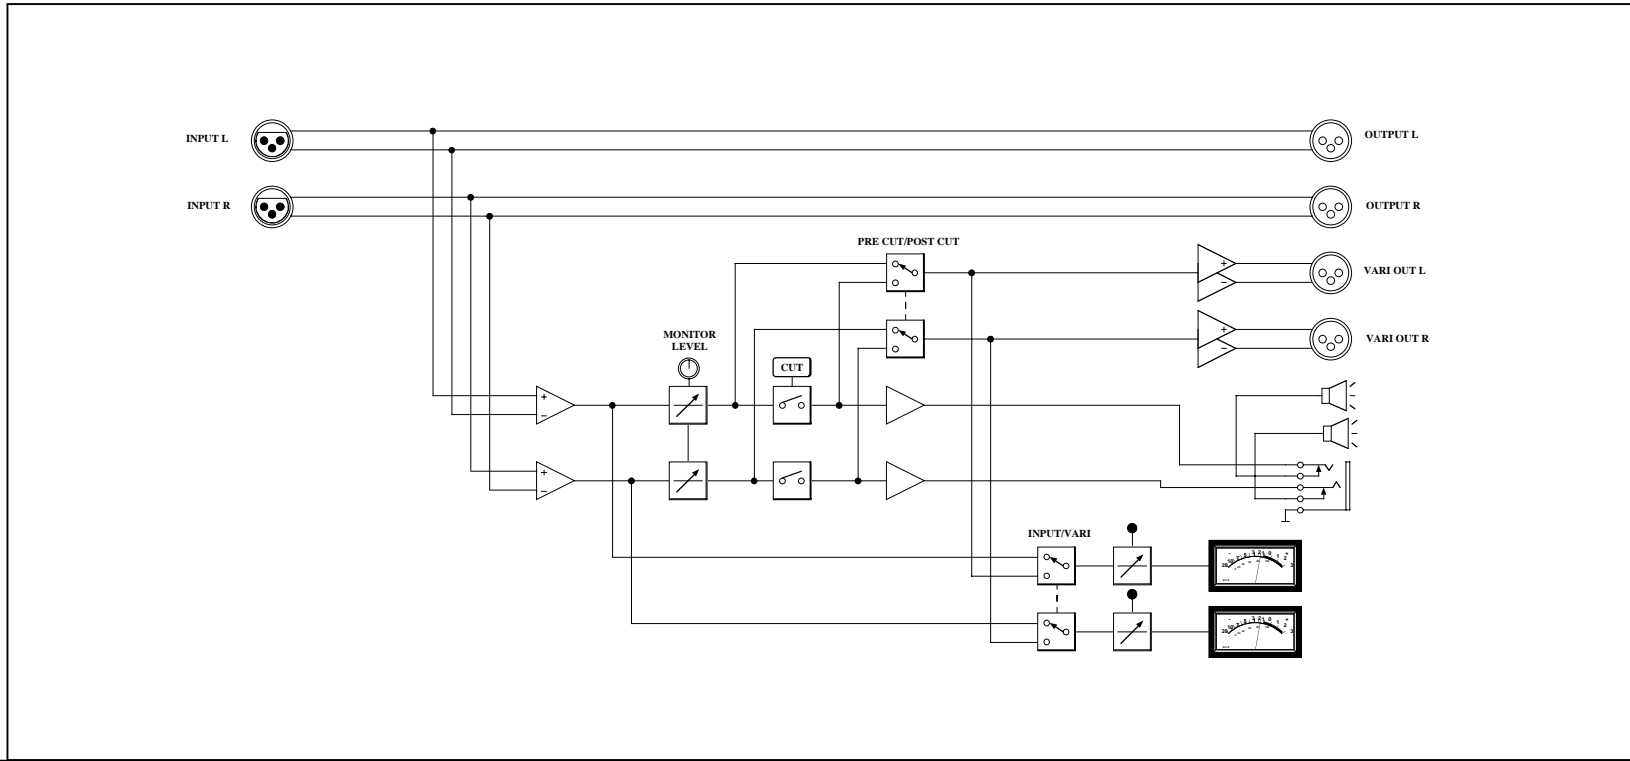 INPUT L
OUTPUT L
INPUT R
OUTPUT R
PRE CUT/POST CUT
VARI OUT L
MONITOR
LEVEL
VARI OUT R
CUT
INPUT/VARI